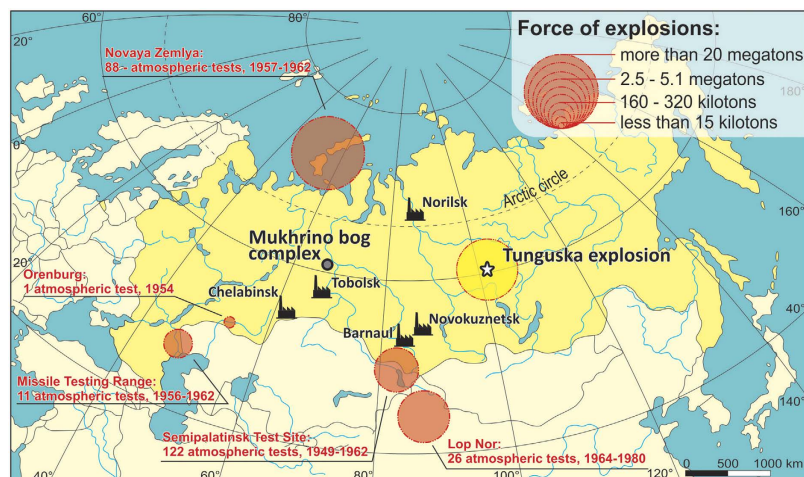 80°
60°
40°
20°
0°
20°
40°
60°
80°
100°
120°
140°
40°
160°
180°
Novaya Zemlya:
88 - atmospheric tests, 1957-1962
Force of explosions:
more than 20 megatons
2.5 - 5.1 megatons
160 - 320 kilotons
less than 15 kilotons
Norilsk
Arctic circle
Mukhrino bog
complex
Tunguska explosion
Orenburg:
1 atmospheric test, 1954
Chelabinsk
Tobolsk
Barnaul
Novokuznetsk
Missile Testing Range:
11 atmospheric tests, 1956-1962
Semipalatinsk Test Site:
122 atmospheric tests, 1949-1962
Lop Nor:
26 atmospheric tests, 1964-1980
0 500 1000 km